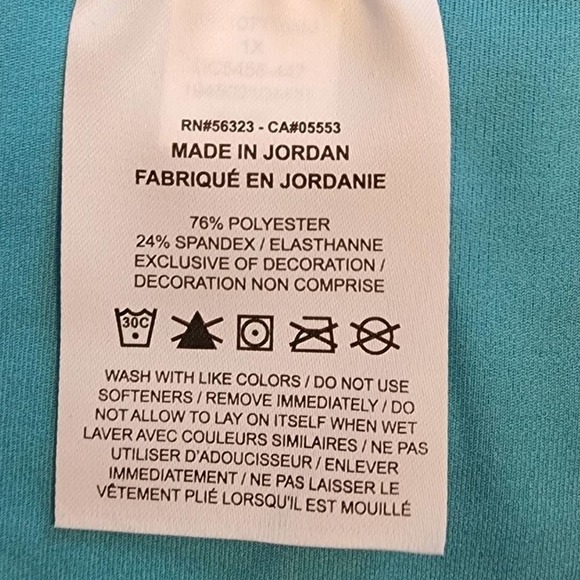 1X
RN#56323 - CA#05553
MADE IN JORDAN
FABRIQUÉ EN JORDANIE
76% POLYESTER
24% SPANDEX / ELASTHANNE
EXCLUSIVE OF DECORATION /
DECORATION NON COMPRISE
30C
WASH WITH LIKE COLORS / DO NOT USE
SOFTENERS / REMOVE IMMEDIATELY / DO
NOT ALLOW TO LAY ON ITSELF WHEN WET
LAVER AVEC COULEURS SIMILAIRES / NE PAS
UTILISER D'ADOUCISSEUR / ENLEVER
IMMEDIATEMENT / NE PAS LAISSER LE
VÊTEMENT PLIÉ LORSQU'IL EST MOUILLÉ